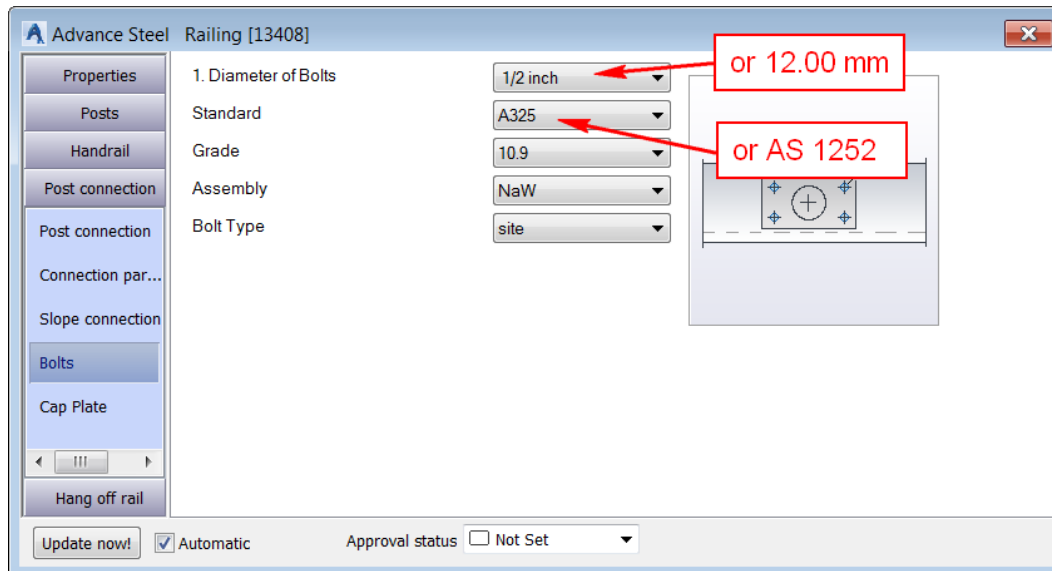 Advance Steel Railing [13408]
Properties
Posts
Handrail
Post connection
Post connection
Connection par...
Slope connection
Bolts
Cap Plate
Hang off rail
1. Diameter of Bolts 1/2 inch
or 12.00 mm
Standard A325
or AS 1252
Grade 10.9
Assembly NaW
Bolt Type site
Update now! Automatic Approval status Not Set